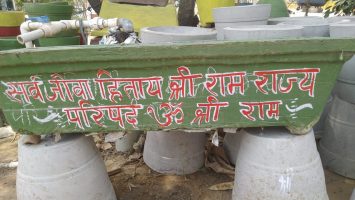 सर्व जीवा हिताय श्री राम राज्य
परिषद ॐ श्री राम